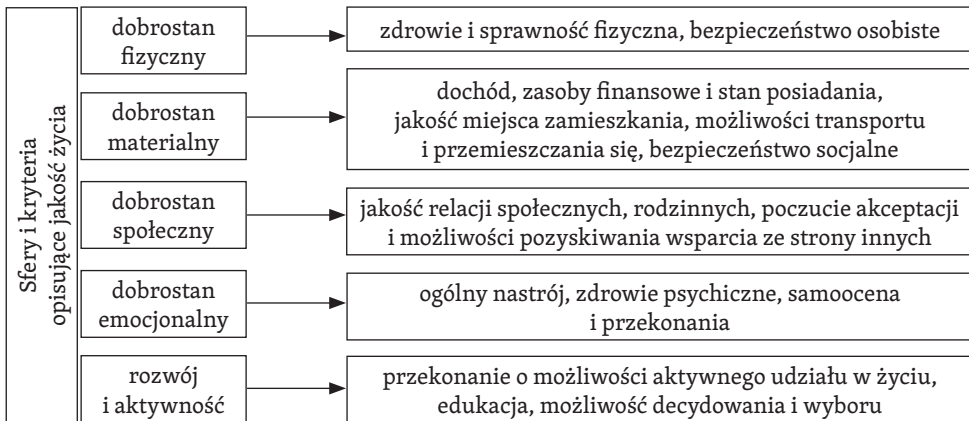 Sfery i kryteria
opisujące jakość życia
dobrostan
fizyczny
zdrowie i sprawność fizyczna, bezpieczeństwo osobiste
dobrostan
materialny
dochód, zasoby finansowe i stan posiadania,
jakość miejsca zamieszkania, możliwości transportu
i przemieszczania się, bezpieczeństwo socjalne
dobrostan
społeczny
jakość relacji społecznych, rodzinnych, poczucie akceptacji
i możliwości pozyskiwania wsparcia ze strony innych
dobrostan
emocjonalny
ogólny nastrój, zdrowie psychiczne, samoocena
i przekonania
rozwój
i aktywność
przekonanie o możliwości aktywnego udziału w życiu,
edukacja, możliwość decydowania i wyboru